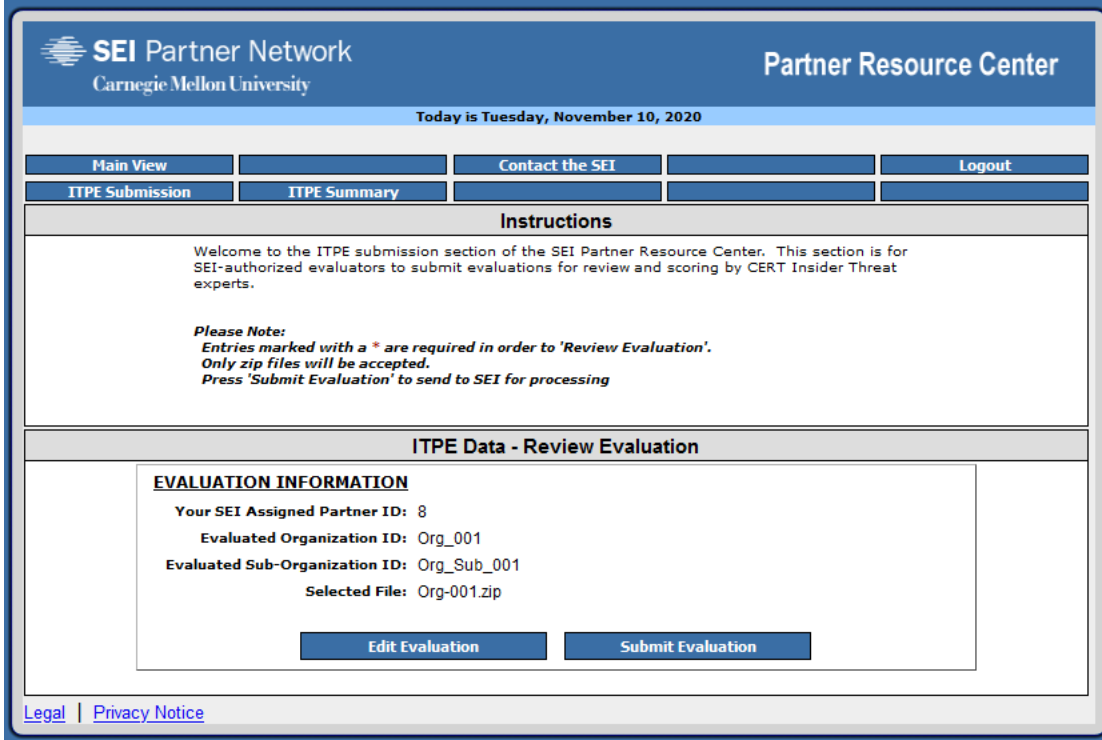 SEI Partner Network
Carnegie Mellon University
Partner Resource Center
Today is Tuesday, November 10, 2020
Main View
Contact the SEI
Logout
ITPE Submission
ITPE Summary
Instructions
Welcome to the ITPE submission section of the SEI Partner Resource Center. This section is for
SEI-authorized evaluators to submit evaluations for review and scoring by CERT Insider Threat
experts.
Please Note:
Entries marked with a * are required in order to 'Review Evaluation'.
Only zip files will be accepted.
Press 'Submit Evaluation' to send to SEI for processing
ITPE Data - Review Evaluation
EVALUATION INFORMATION
Your SEI Assigned Partner ID: 8
Evaluated Organization ID: Org_001
Evaluated Sub-Organization ID: Org_Sub_001
Selected File: Org-001.zip
Edit Evaluation
Submit Evaluation
Legal | Privacy Notice